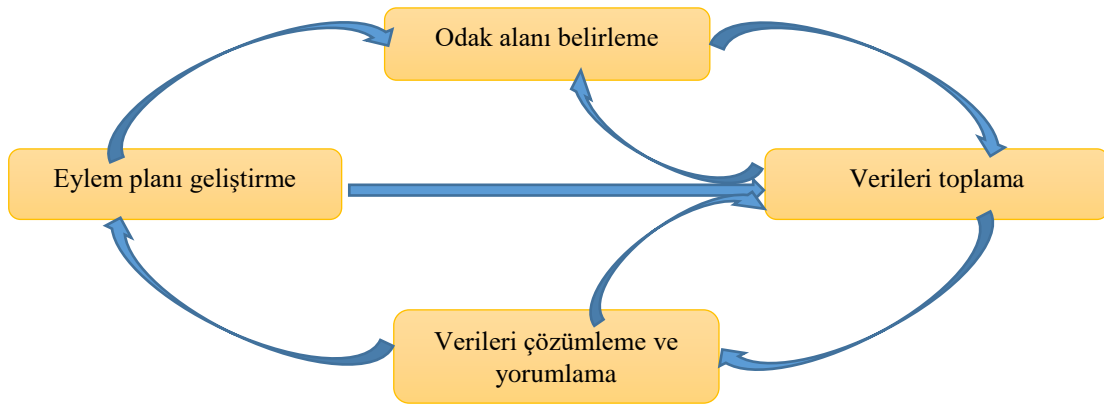 Odak alanı belirleme
Eylem planı geliştirme
Verileri toplama
Verileri çözümleme ve
yorumlama